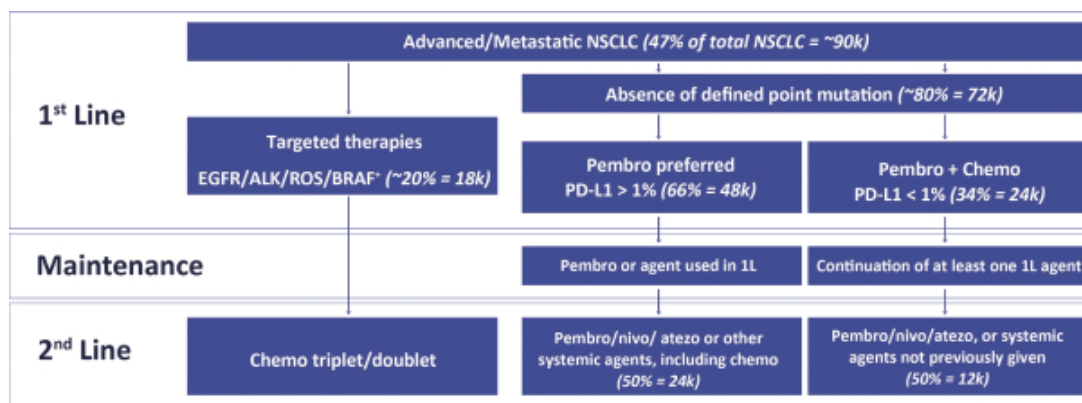 Advanced/Metastatic NSCLC (47% of total NSCLC = ~90k)
1st Line
Absence of defined point mutation (~80% = 72k)
Targeted therapies
EGFR/ALK/ROS/BRAF+ (~20% = 18k)
Pembro preferred
PD-L1 > 1% (66% = 48k)
Pembro + Chemo
PD-L1 < 1% (34% = 24k)
Maintenance
Pembro or agent used in 1L
Continuation of at least one 1L agent
2nd Line
Chemo triplet/doublet
Pembro/nivo/ atezo or other
systemic agents, including chemo
(50% = 24k)
Pembro/nivo/atezo, or systemic
agents not previously given
(50% = 12k)